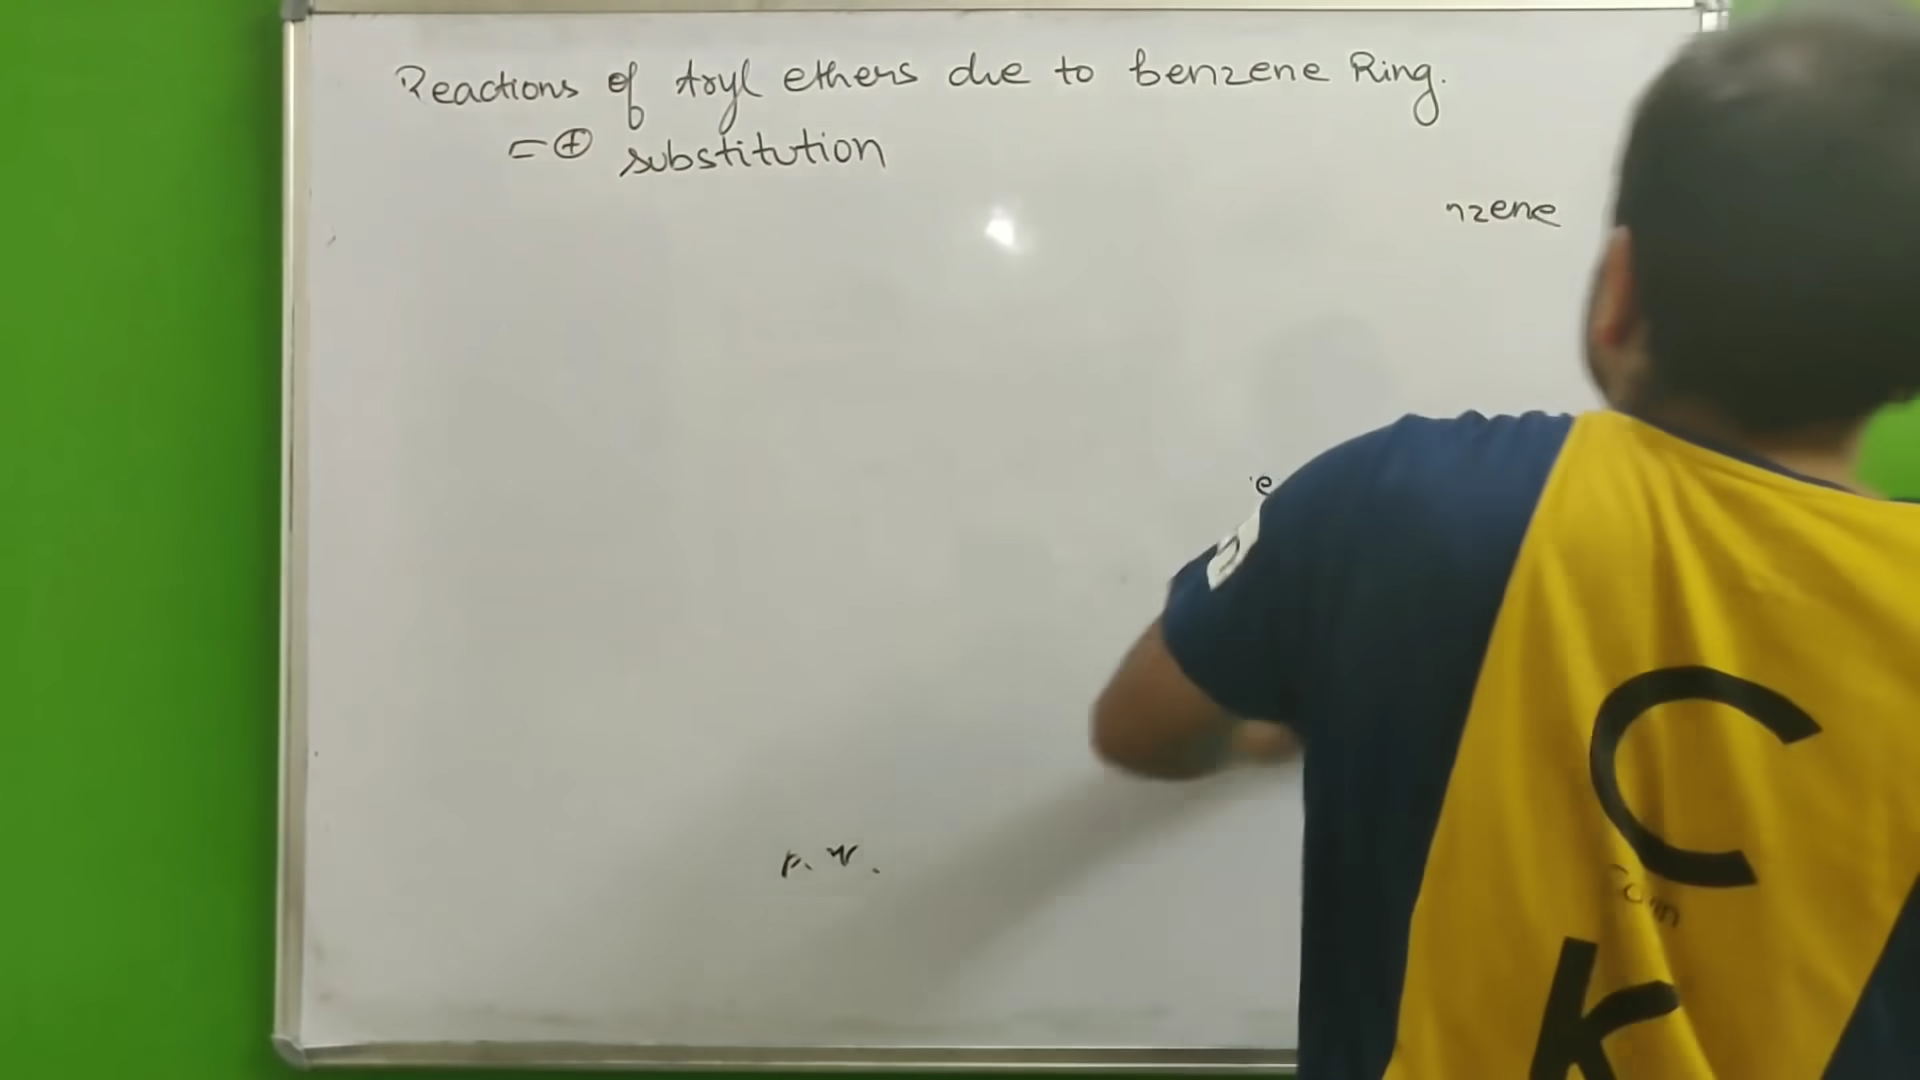 Reactions of Aryl ethers due to benzene Ring.
⊕ substitution
nzene
e
C
K